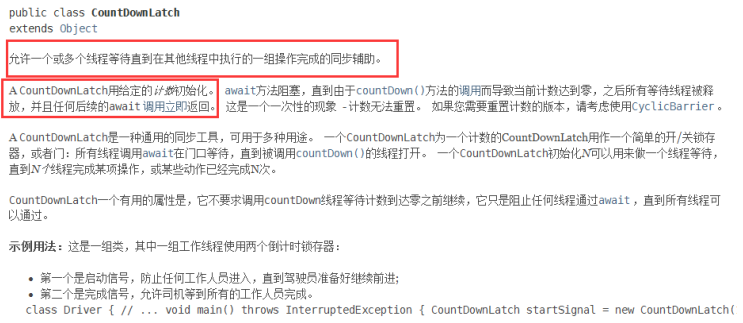 public class CountDownLatch
extends Object
允许一个或多个线程等待直到在其他线程中执行的一组操作完成的同步辅助。
A CountDownLatch用给定的计数初始化。 await方法阻塞，直到由于countDown()方法的调用而导致当前计数达到零，之后所有等待线程被释
放，并且任何后续的await 调用立即返回。 这是一个一次性的现象 -计数无法重置。 如果您需要重置计数的版本，请考虑使用CyclicBarrier 。
A CountDownLatch是一种通用的同步工具，可用于多种用途。 一个CountDownLatch为一个计数的CountDownLatch用作一个简单的开/关锁存
器，或者门：所有线程调用await在门口等待，直到被调用countDown()的线程打开。 一个CountDownLatch初始化N可以用来做一个线程等待，
直到N个线程完成某项操作，或某些动作已经完成N次。
CountDownLatch一个有用的属性是，它不要求调用countDown线程等待计数到达零之前继续，它只是阻止任何线程通过await ，直到所有线程可
以通过。
示例用法：这是一组类，其中一组工作线程使用两个倒计时锁存器：
• 第一个是启动信号，防止任何工作人员进入，直到驾驶员准备好继续前进;
• 第二个是完成信号，允许司机等到所有的工作人员完成。
class Driver { // ... void main() throws InterruptedException { CountDownLatch startSignal = new CountDownLatch(